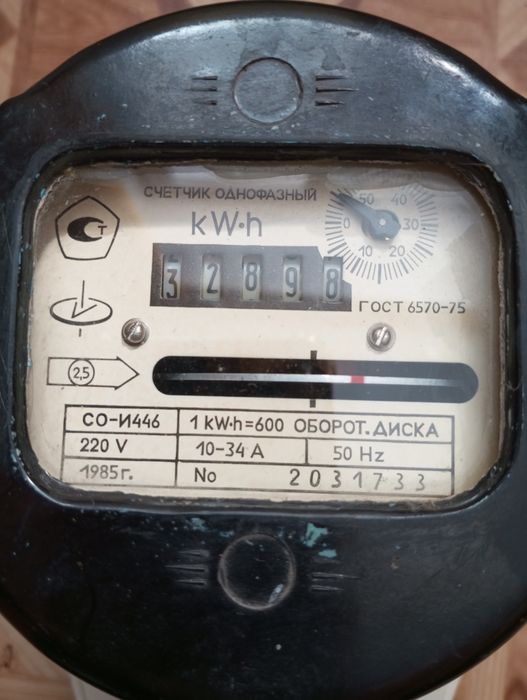 СЧЕТЧИК ОДНОФАЗНЫЙ
kW·h
50 40
0 30
10 20
Т
3 2 8 9 8
ГОСТ 6570-75
2,5
СО-И446 1 kW·h=600 ОБОРОТ. ДИСКА
220 V 10-34 A 50 Hz
1985г. No 2031733